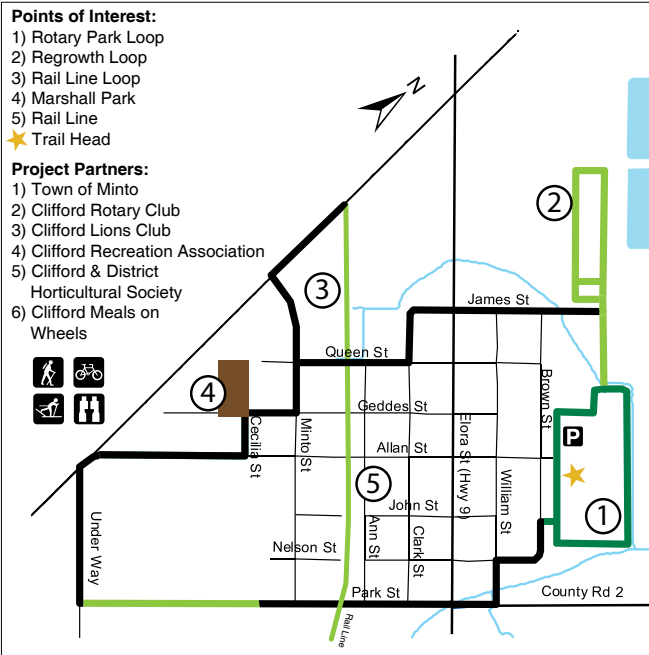 Points of Interest:
1) Rotary Park Loop
2) Regrowth Loop
3) Rail Line Loop
4) Marshall Park
5) Rail Line
Trail Head
Project Partners:
1) Town of Minto
2) Clifford Rotary Club
3) Clifford Lions Club
4) Clifford Recreation Association
5) Clifford & District
Horticultural Society
6) Clifford Meals on
Wheels
N
2
3
James St
Queen St
4
Brown St
Geddes St
Cecilia St
Minto St
Elora St (Hwy 9)
P
Allan St
5
William St
1
John St
Ann St
Clark St
Under Way
Nelson St
Park St
County Rd 2
Rail Line